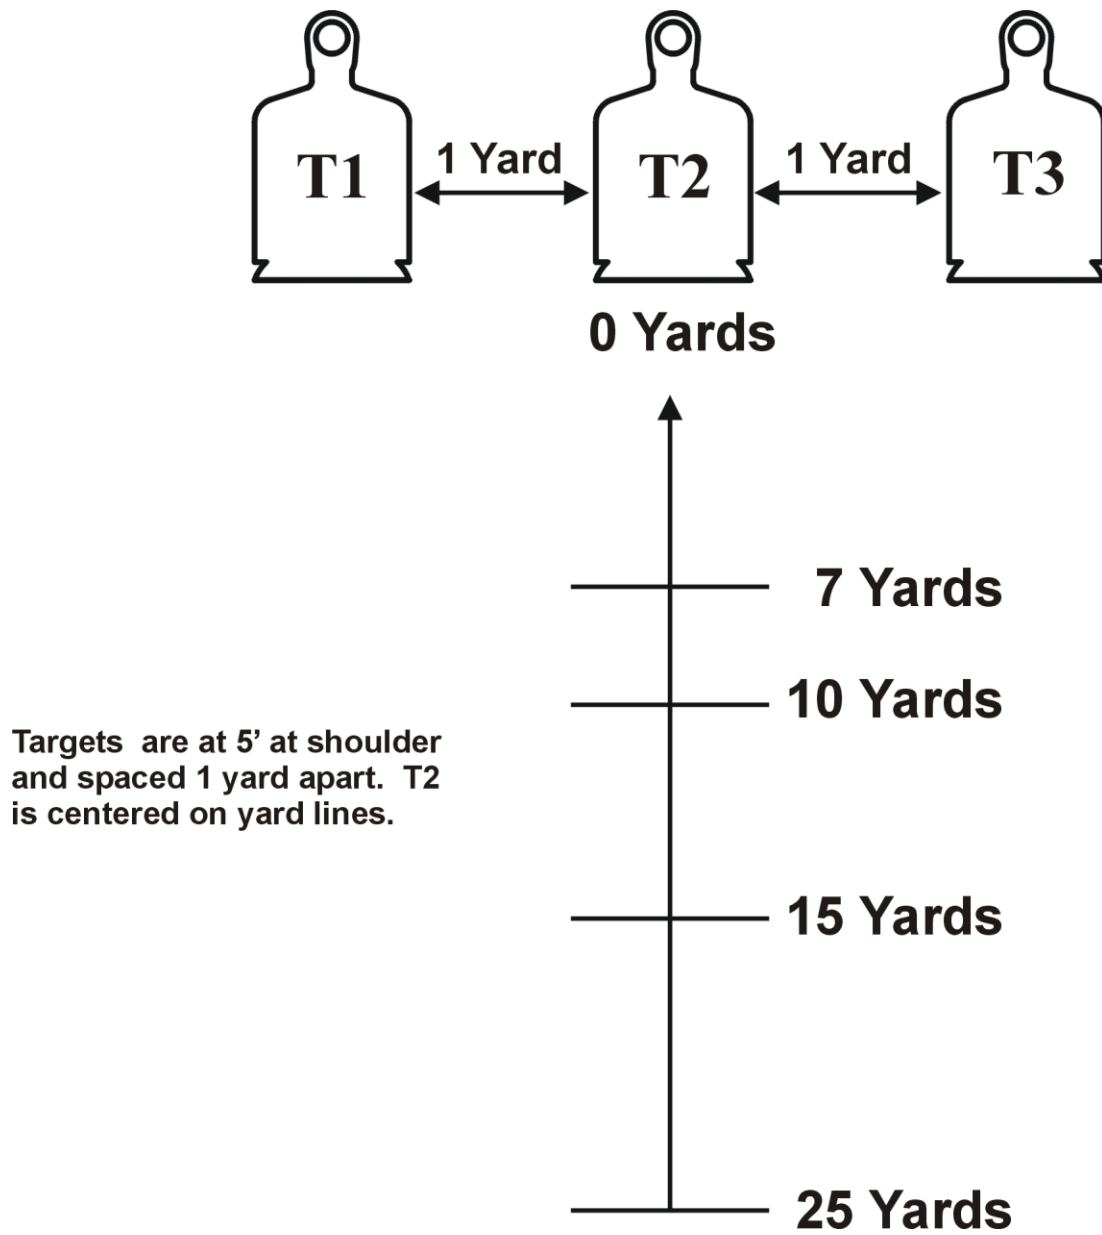 T1
1 Yard
T2
1 Yard
T3
0 Yards
7 Yards
10 Yards
Targets are at 5’ at shoulder
and spaced 1 yard apart. T2
is centered on yard lines.
15 Yards
25 Yards